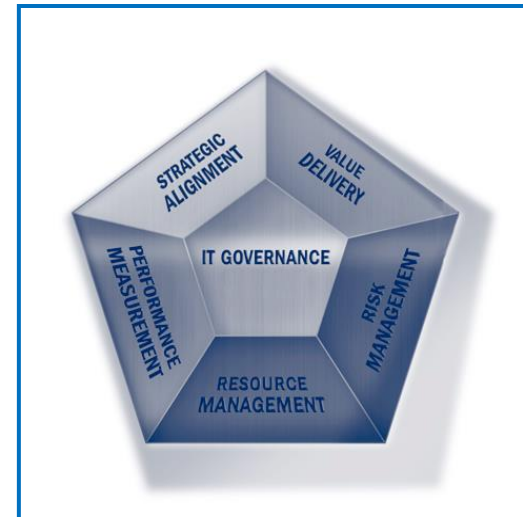 STRATEGIC
ALIGNMENT
VALUE
DELIVERY
IT GOVERNANCE
PERFORMANCE
MEASUREMENT
RISK
MANAGEMENT
RESOURCE
MANAGEMENT